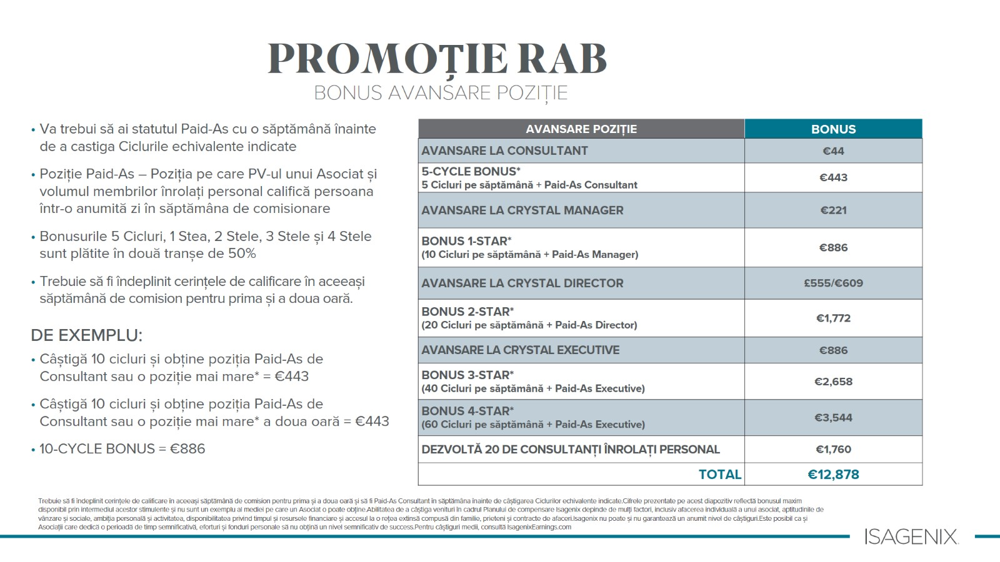 PROMOȚIE RAB
BONUS AVANSARE POZIȚIE
• Va trebui să ai statutul Paid-As cu o săptămână înainte
de a castiga Ciclurile echivalente indicate
• Poziție Paid-As – Poziția pe care PV-ul unui Asociat și
volumul membrilor înrolați personal califică persoana
într-o anumită zi în săptămâna de comisionare
• Bonusurile 5 Cicluri, 1 Stea, 2 Stele, 3 Stele și 4 Stele
sunt plătite în două tranșe de 50%
• Trebuie să fi îndeplinit cerințele de calificare în aceeași
săptămână de comision pentru prima și a doua oară.
DE EXEMPLU:
• Câștigă 10 cicluri și obține poziția Paid-As de
Consultant sau o poziție mai mare* = €443
• Câștigă 10 cicluri și obține poziția Paid-As de
Consultant sau o poziție mai mare* a doua oară = €443
• 10-CYCLE BONUS = €886
AVANSARE POZIȚIE BONUS
AVANSARE LA CONSULTANT €44
5-CYCLE BONUS*
5 Cicluri pe săptămână + Paid-As Consultant €443
AVANSARE LA CRYSTAL MANAGER €221
BONUS 1-STAR*
(10 Cicluri pe săptămână + Paid-As Manager) €886
AVANSARE LA CRYSTAL DIRECTOR £555/€609
BONUS 2-STAR*
(20 Cicluri pe săptămână + Paid-As Director) €1,772
AVANSARE LA CRYSTAL EXECUTIVE €886
BONUS 3-STAR*
(40 Cicluri pe săptămână + Paid-As Executive) €2,658
BONUS 4-STAR*
(60 Cicluri pe săptămână + Paid-As Executive) €3,544
DEZVOLTĂ 20 DE CONSULTANȚI ÎNROLAȚI PERSONAL €1,760
TOTAL €12,878
Trebuie să fi îndeplinit cerințele de calificare în aceeași săptămână de comision pentru prima și a doua oară și să fi Paid-As Consultant în săptămâna înainte de câștigarea Ciclurilor echivalente indicate.Cifrele prezentate pe acest diapozitiv reflectă bonusul maxim
disponibil prin intermediul acestor stimulente și nu sunt un exemplu al mediei pe care un Asociat o poate obține.Abilitatea de a câștiga venituri în cadrul Planului de compensare Isagenix depinde de mulți factori, inclusiv afacerea individuală a unui asociat, aptitudinile de
vânzare și sociale, ambiția personală și activitatea, disponibilitatea privind timpul și resursele financiare și accesul la o rețea extinsă compusă din familie, prieteni și contracte de afaceri.Isagenix nu poate și nu garantează un anumit nivel de câștiguri.Este posibil ca și
Asociații care dedică o perioadă de timp semnificativă, eforturi și fonduri personale să nu obțină un nivel semnificativ de success.Pentru câștiguri medii, consultă IsagenixEarnings.com
ISAGENIX